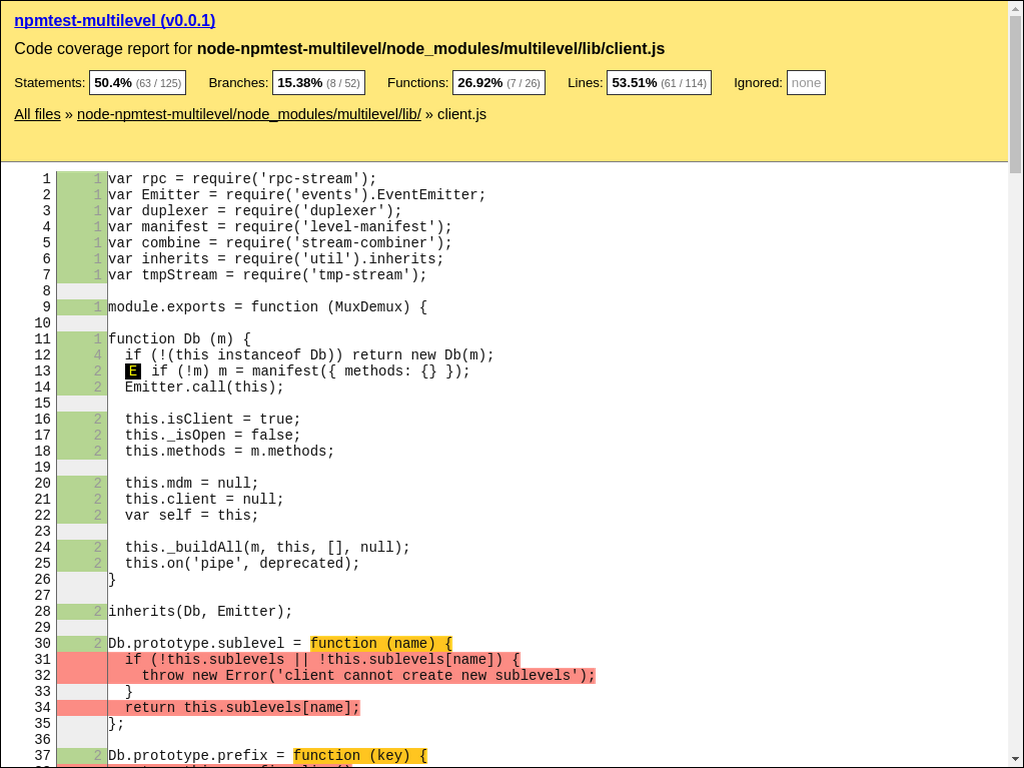 npmtest-multilevel (v0.0.1)
Code coverage report for node-npmtest-multilevel/node_modules/multilevel/lib/client.js
Statements: 50.4% (63 / 125) Branches: 15.38% (8 / 52) Functions: 26.92% (7 / 26) Lines: 53.51% (61 / 114) Ignored: none
All files » node-npmtest-multilevel/node_modules/multilevel/lib/ » client.js
1 1 var rpc = require('rpc-stream');
2 1 var Emitter = require('events').EventEmitter;
3 1 var duplexer = require('duplexer');
4 1 var manifest = require('level-manifest');
5 1 var combine = require('stream-combiner');
6 1 var inherits = require('util').inherits;
7 1 var tmpStream = require('tmp-stream');
8
9 1 module.exports = function (MuxDemux) {
10
11 1 function Db (m) {
12 4 if (!(this instanceof Db)) return new Db(m);
13 2 E if (!m) m = manifest({ methods: {} });
14 2 Emitter.call(this);
15
16 2 this.isClient = true;
17 2 this._isOpen = false;
18 2 this.methods = m.methods;
19
20 2 this.mdm = null;
21 2 this.client = null;
22 2 var self = this;
23
24 2 this._buildAll(m, this, [], null);
25 2 this.on('pipe', deprecated);
26 }
27
28 2 inherits(Db, Emitter);
29
30 2 Db.prototype.sublevel = function (name) {
31 if (!this.sublevels || !this.sublevels[name]) {
32 throw new Error('client cannot create new sublevels');
33 }
34 return this.sublevels[name];
35 };
36
37 2 Db.prototype.prefix = function (key) {